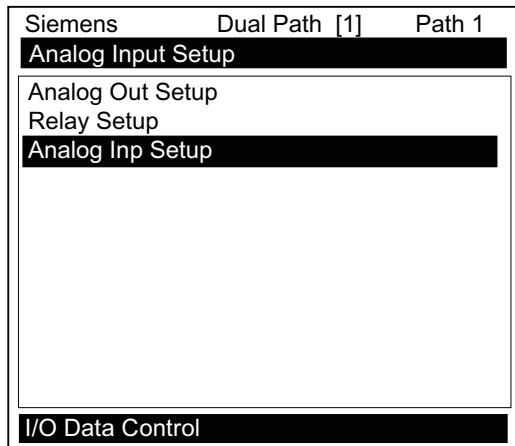 Siemens Dual Path [1] Path 1
Analog Input Setup
Analog Out Setup
Relay Setup
Analog Inp Setup
I/O Data Control